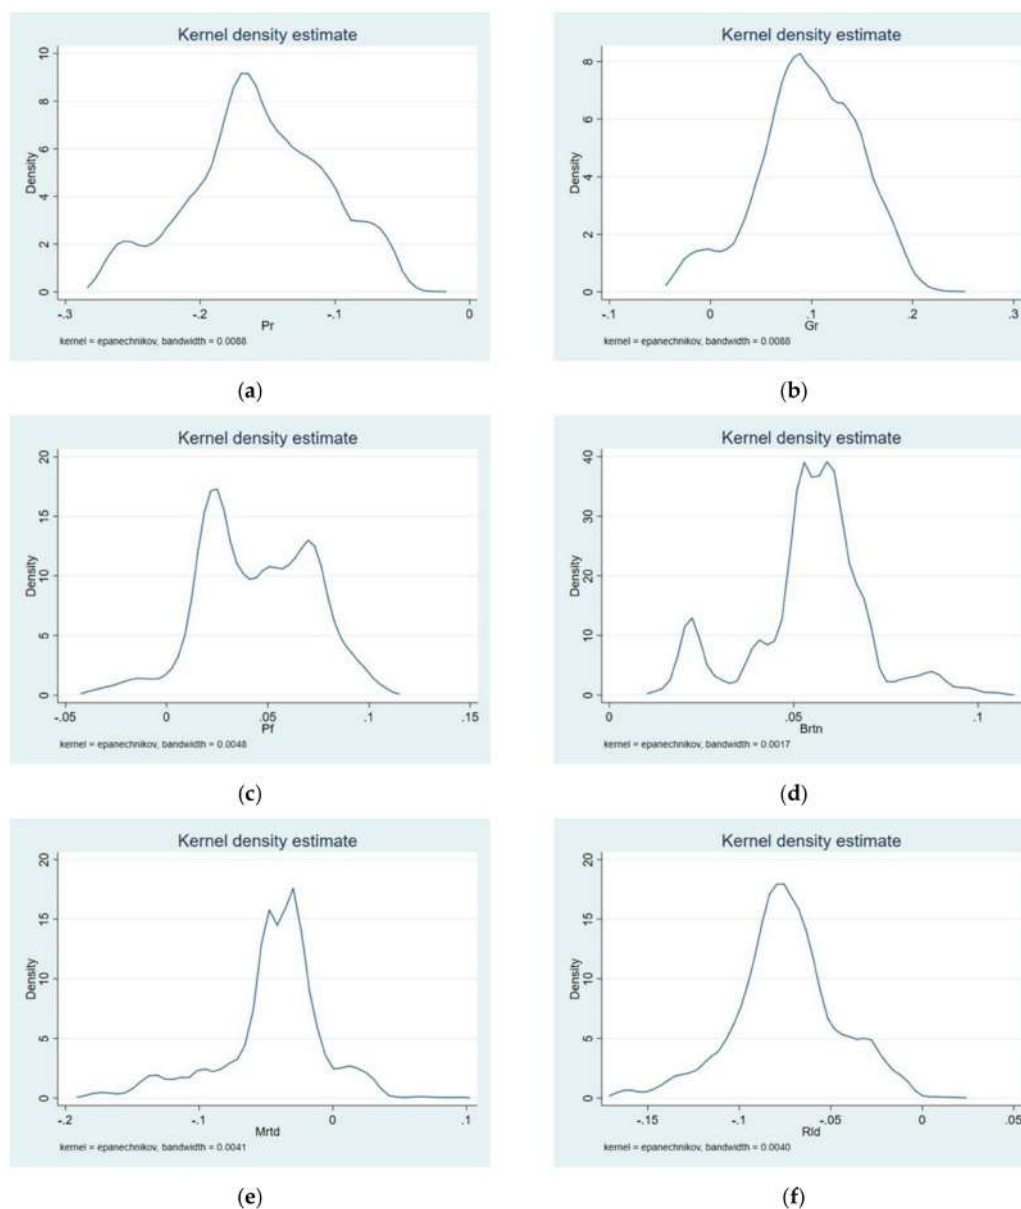 Kernel density estimate
Density
10
8
6
4
2
0
-.3 -.2 -.1 0
Pr
kernel = epanechnikov, bandwidth = 0.0088
(a)
Kernel density estimate
Density
8
6
4
2
0
-.1 0 .1 .2 .3
Gr
kernel = epanechnikov, bandwidth = 0.0088
(b)
Kernel density estimate
Density
20
15
10
5
0
-.05 0 .05 .1 .15
Pf
kernel = epanechnikov, bandwidth = 0.0048
(c)
Kernel density estimate
Density
40
30
20
10
0
0 .05 .1
Brtn
kernel = epanechnikov, bandwidth = 0.0017
(d)
Kernel density estimate
Density
20
15
10
5
0
-.2 -.1 0 .1
Mrtd
kernel = epanechnikov, bandwidth = 0.0041
(e)
Kernel density estimate
Density
20
15
10
5
0
-.15 -.1 -.05 0 .05
Rld
kernel = epanechnikov, bandwidth = 0.0040
(f)